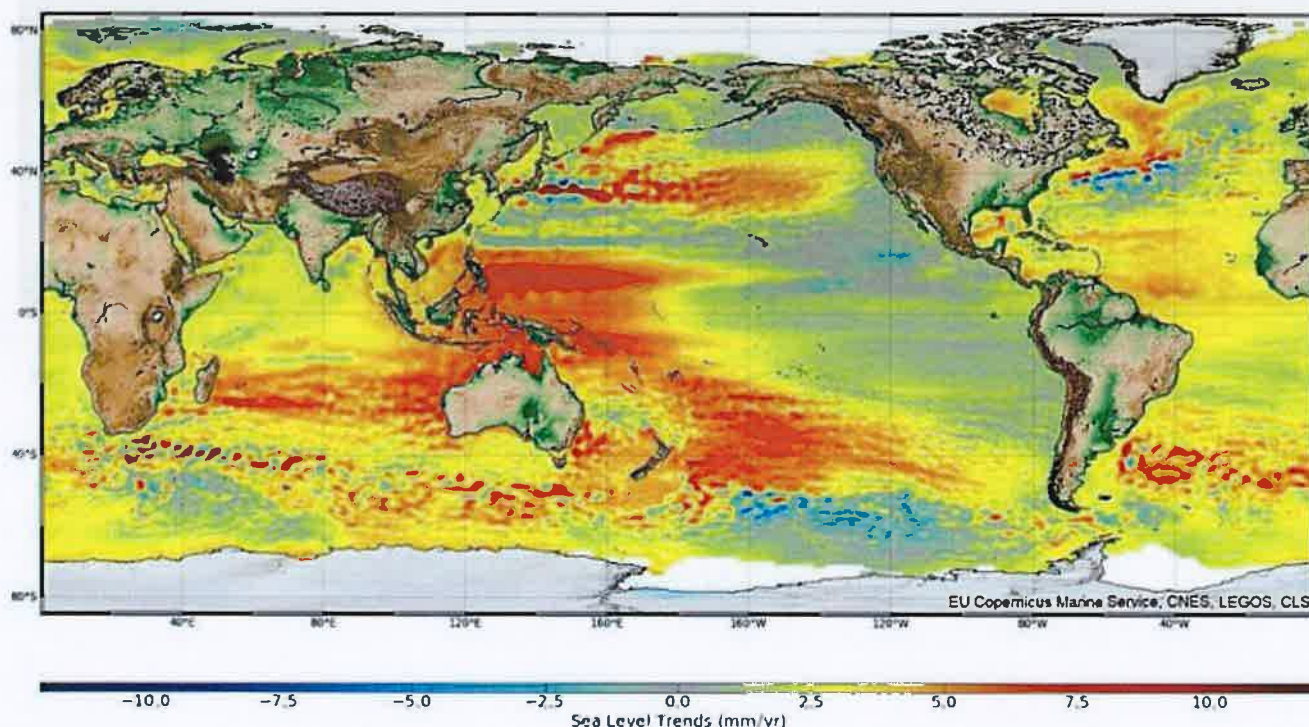 80°N
40°N
0°S
40°S
80°S
EU Copernicus Marine Service, CNES, LEGOS, CLS
40°E 80°E 120°E 160°E 160°W 120°W 80°W 40°W
−10.0 −7.5 −5.0 −2.5 0.0 2.5 5.0 7.5 10.0
Sea Level Trends (mm/yr)